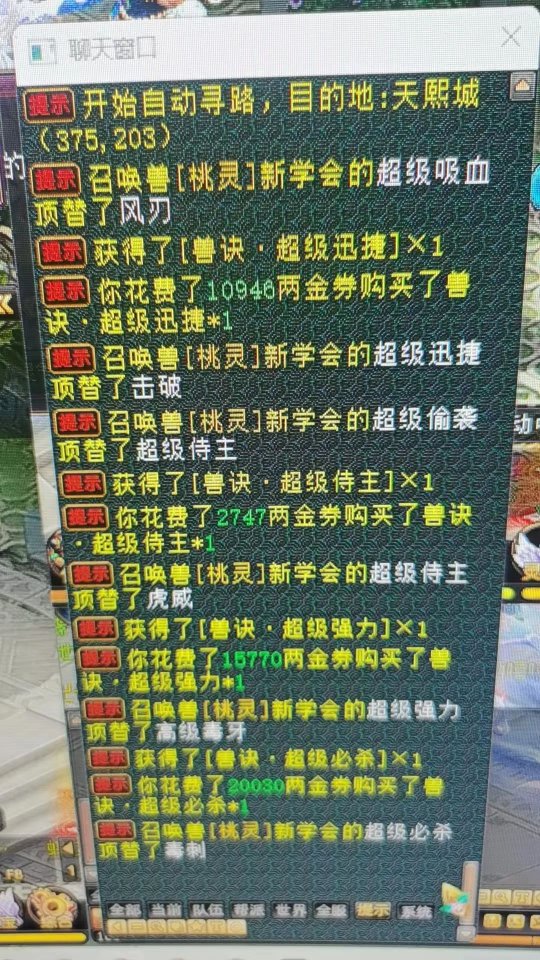 聊天窗口
提示 开始自动寻路，目的地:天熙城
（375,203）
的
提示 召唤兽[桃灵]新学会的超级吸血
顶替了风刃
提示 获得了[兽诀·超级迅捷]×1
提示 你花费了10946两金券购买了兽
诀·超级迅捷*1
提示 召唤兽[桃灵]新学会的超级迅捷
顶替了击破
提示 召唤兽[桃灵]新学会的超级偷袭
顶替了超级侍主
提示 获得了[兽诀·超级侍主]×1
提示 你花费了2747两金券购买了兽诀
·超级侍主*1
提示 召唤兽[桃灵]新学会的超级侍主
顶替了虎威
提示 获得了[兽诀·超级强力]×1
提示 你花费了15770两金券购买了兽
诀·超级强力*1
提示 召唤兽[桃灵]新学会的超级强力
顶替了高级毒牙
提示 获得了[兽诀·超级必杀]×1
提示 你花费了20030两金券购买了兽
诀·超级必杀*1
提示 召唤兽[桃灵]新学会的超级必杀
顶替了毒刺
F8
全部 当前 队伍 帮派 世界 全服 提示 系统